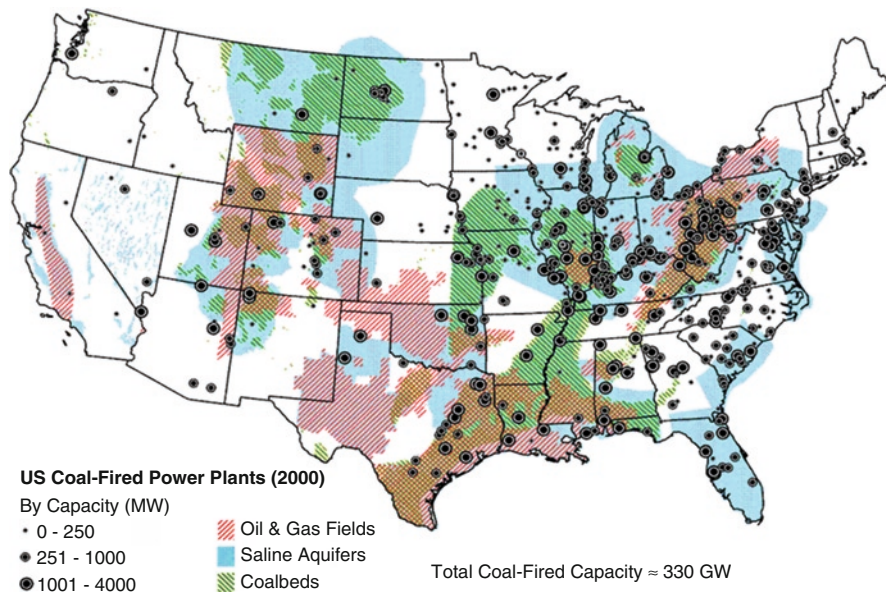 US Coal-Fired Power Plants (2000)
By Capacity (MW)
0 - 250
251 - 1000
1001 - 4000
Oil & Gas Fields
Saline Aquifers
Coalbeds
Total Coal-Fired Capacity ≈ 330 GW